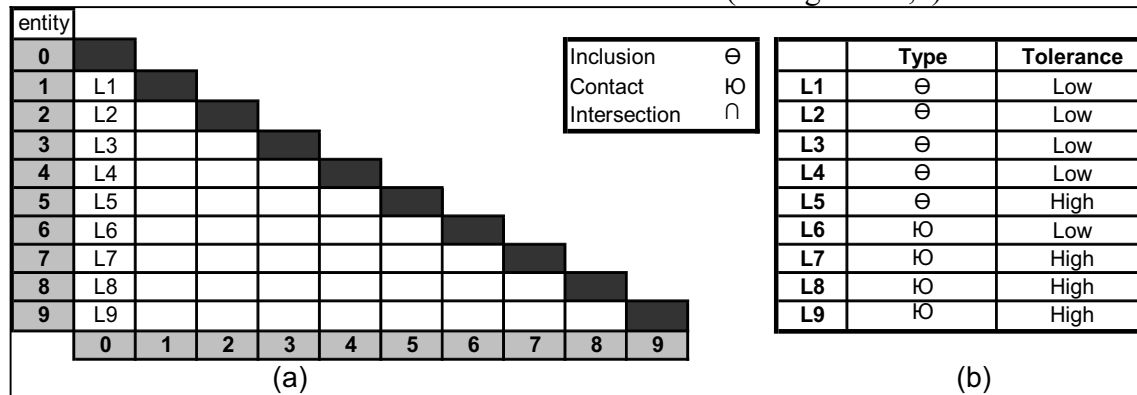 entity
0
1 L1
2 L2
3 L3
4 L4
5 L5
6 L6
7 L7
8 L8
9 L9
0 1 2 3 4 5 6 7 8 9
(a)
Inclusion Ө
Contact Ю
Intersection ∩
Type Tolerance
L1 Ө Low
L2 Ө Low
L3 Ө Low
L4 Ө Low
L5 Ө High
L6 Ю Low
L7 Ю High
L8 Ю High
L9 Ю High
(b)